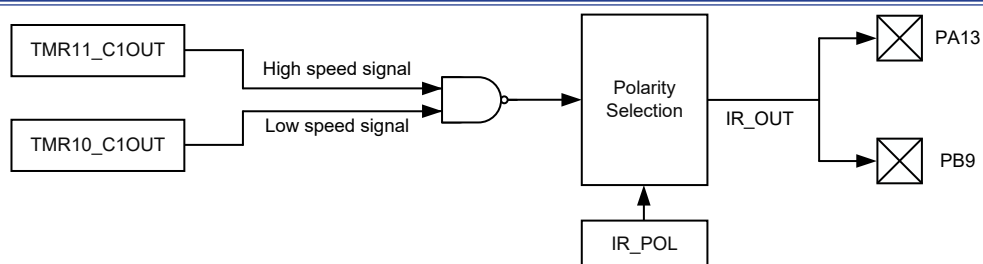 TMR11_C1OUT
High speed signal
Low speed signal
TMR10_C1OUT
Polarity
Selection
IR_OUT
PA13
PB9
IR_POL